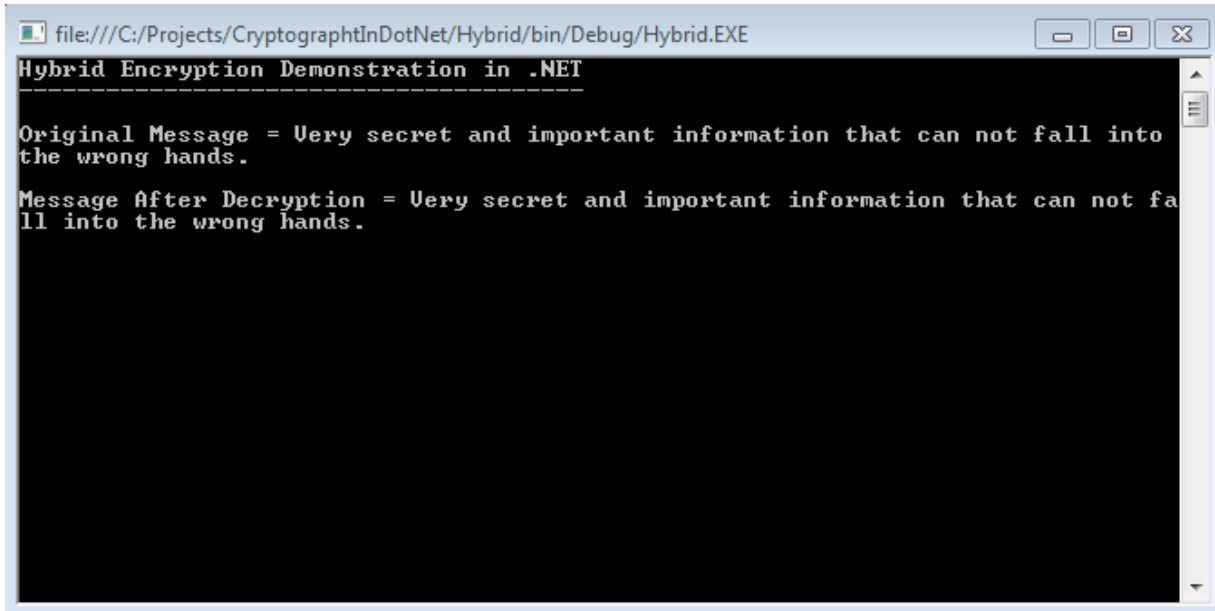 file:///C:/Projects/CryptographtInDotNet/Hybrid/bin/Debug/Hybrid.EXE
Hybrid Encryption Demonstration in .NET
---------------------------------------
Original Message = Very secret and important information that can not fall into
the wrong hands.
Message After Decryption = Very secret and important information that can not fa
ll into the wrong hands.